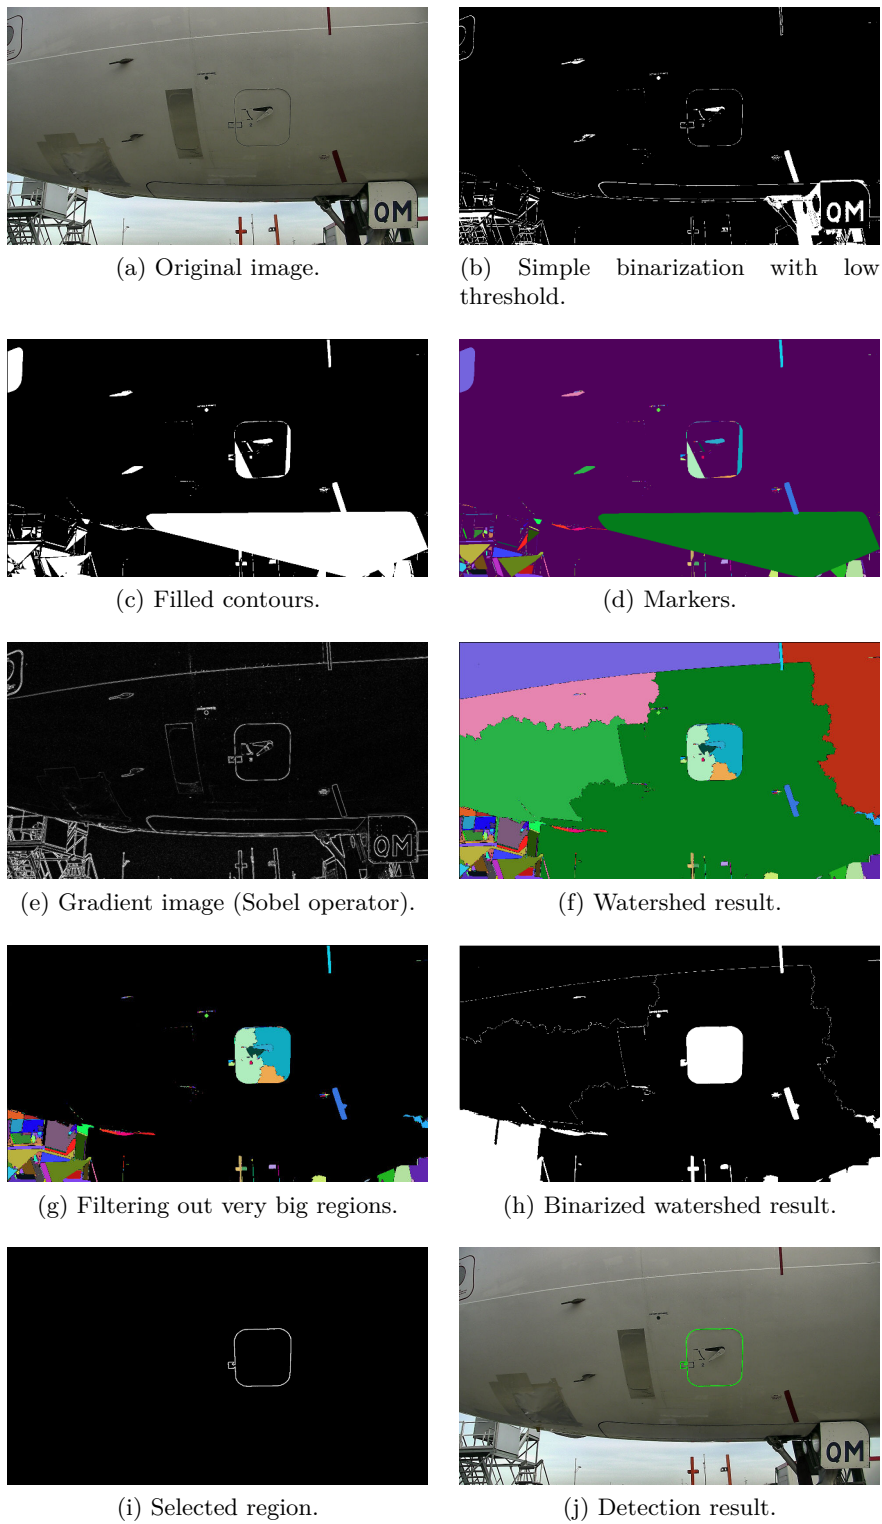 QM
QM
(a) Original image.
(b) Simple binarization with low
threshold.
(c) Filled contours.
(d) Markers.
QM
(e) Gradient image (Sobel operator).
(f) Watershed result.
(g) Filtering out very big regions.
(h) Binarized watershed result.
QM
(i) Selected region.
(j) Detection result.